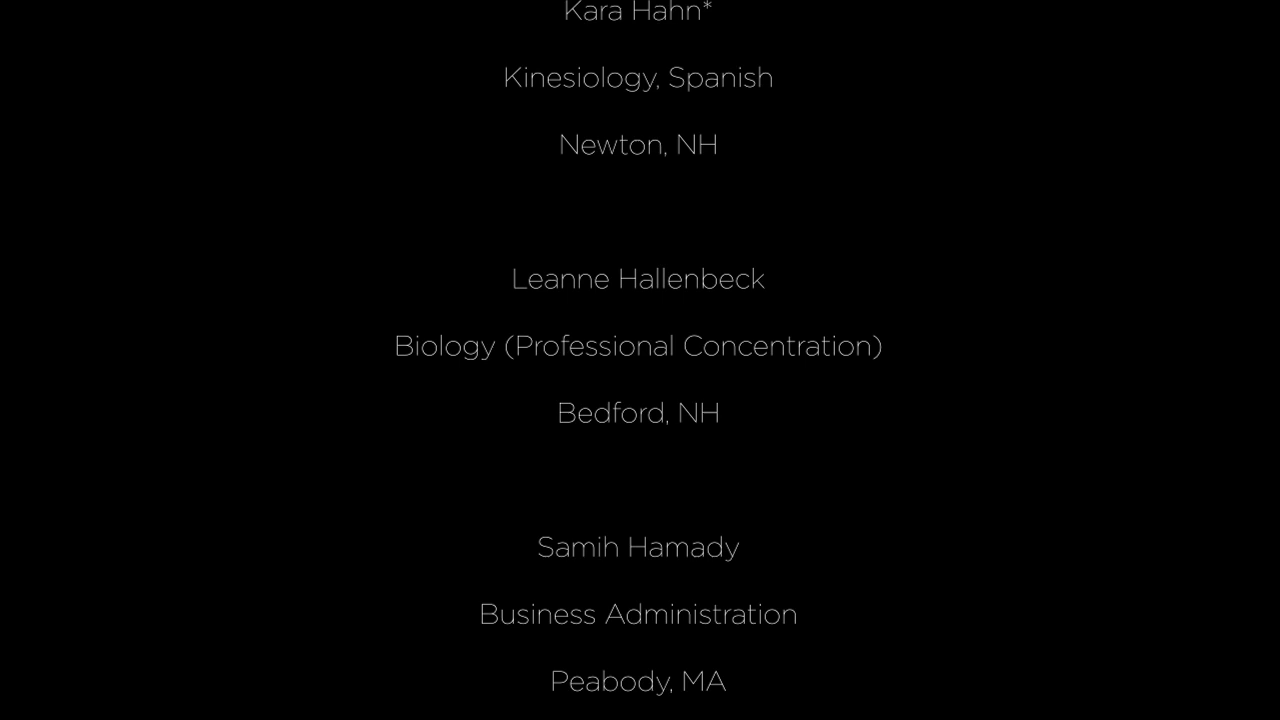 Kara Hahn*
Kinesiology, Spanish
Newton, NH
Leanne Hallenbeck
Biology (Professional Concentration)
Bedford, NH
Samih Hamady
Business Administration
Peabody, MA